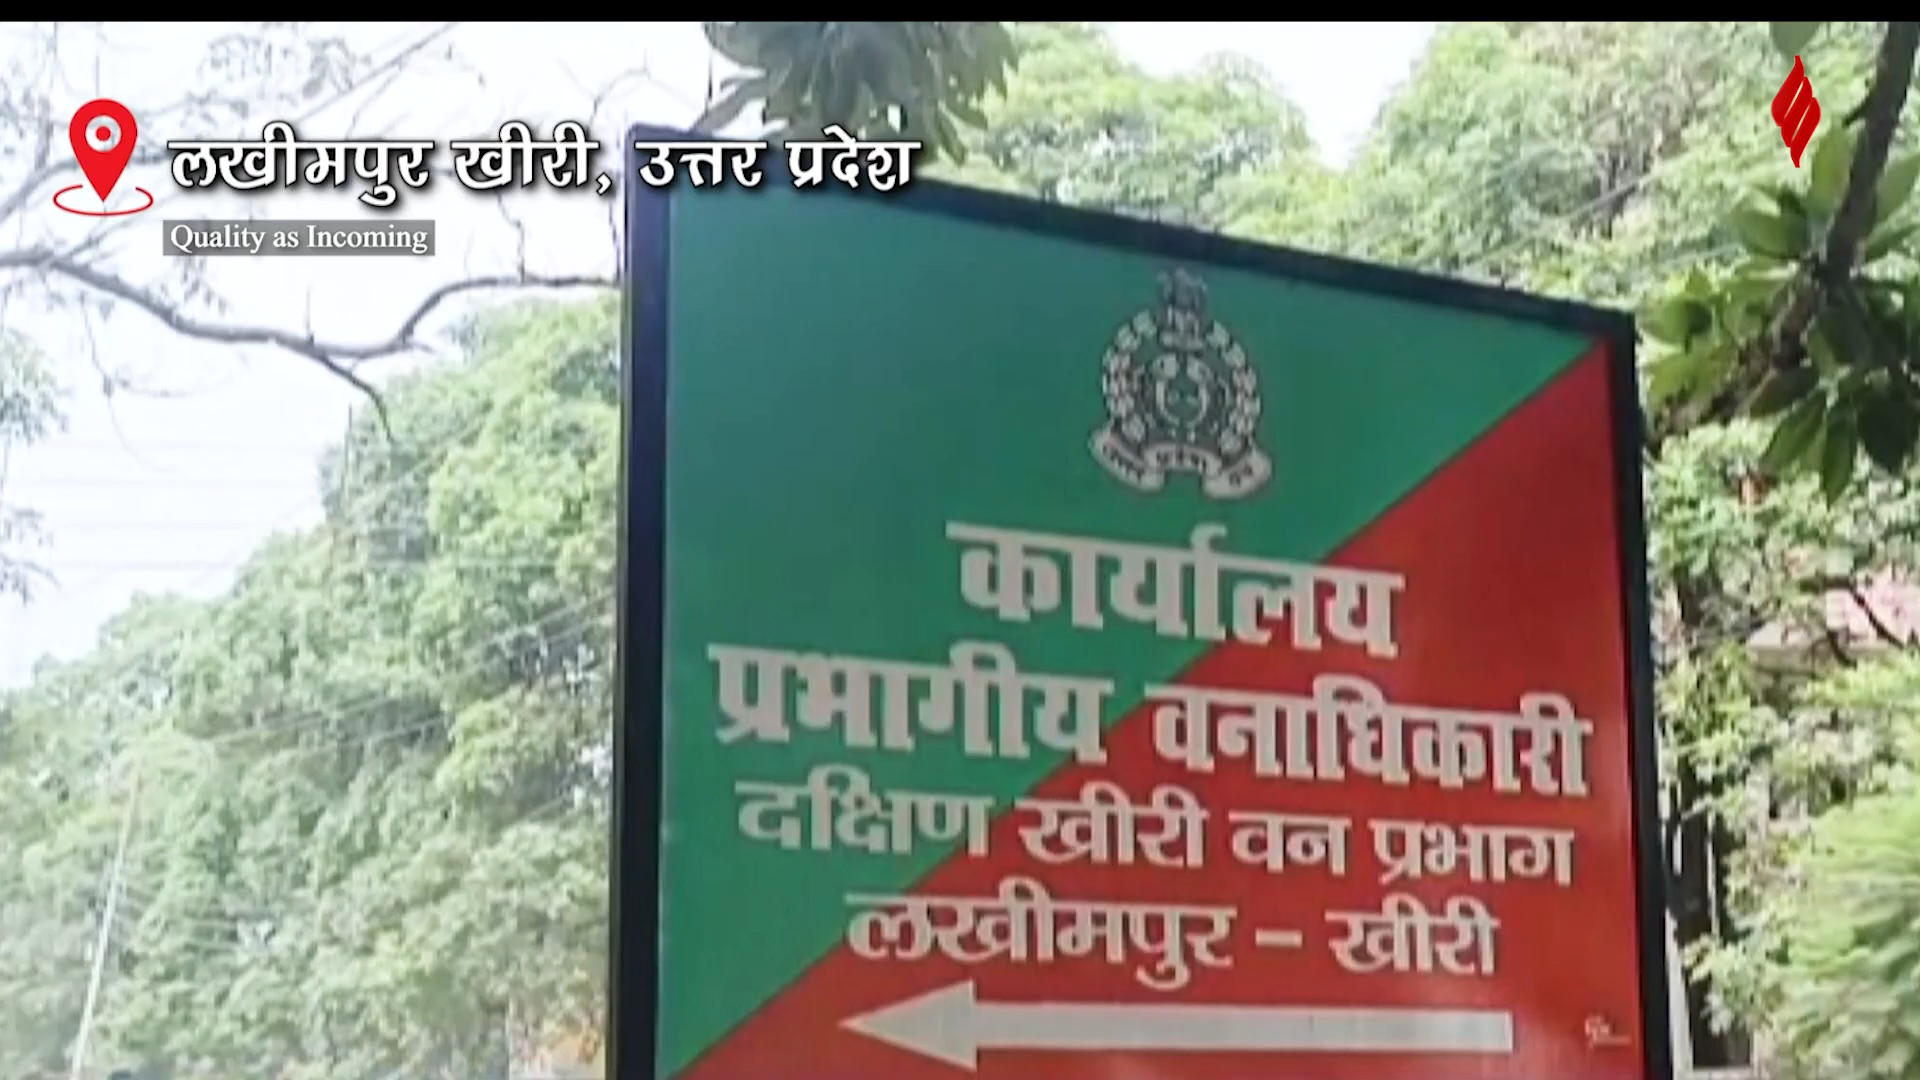 लखीमपुर खीरी, उत्तर प्रदेश
Quality as Incoming
कार्यालय
प्रभागीय वनाधिकारी
दक्षिण खीरी वन प्रभाग
लखीमपुर - खीरी